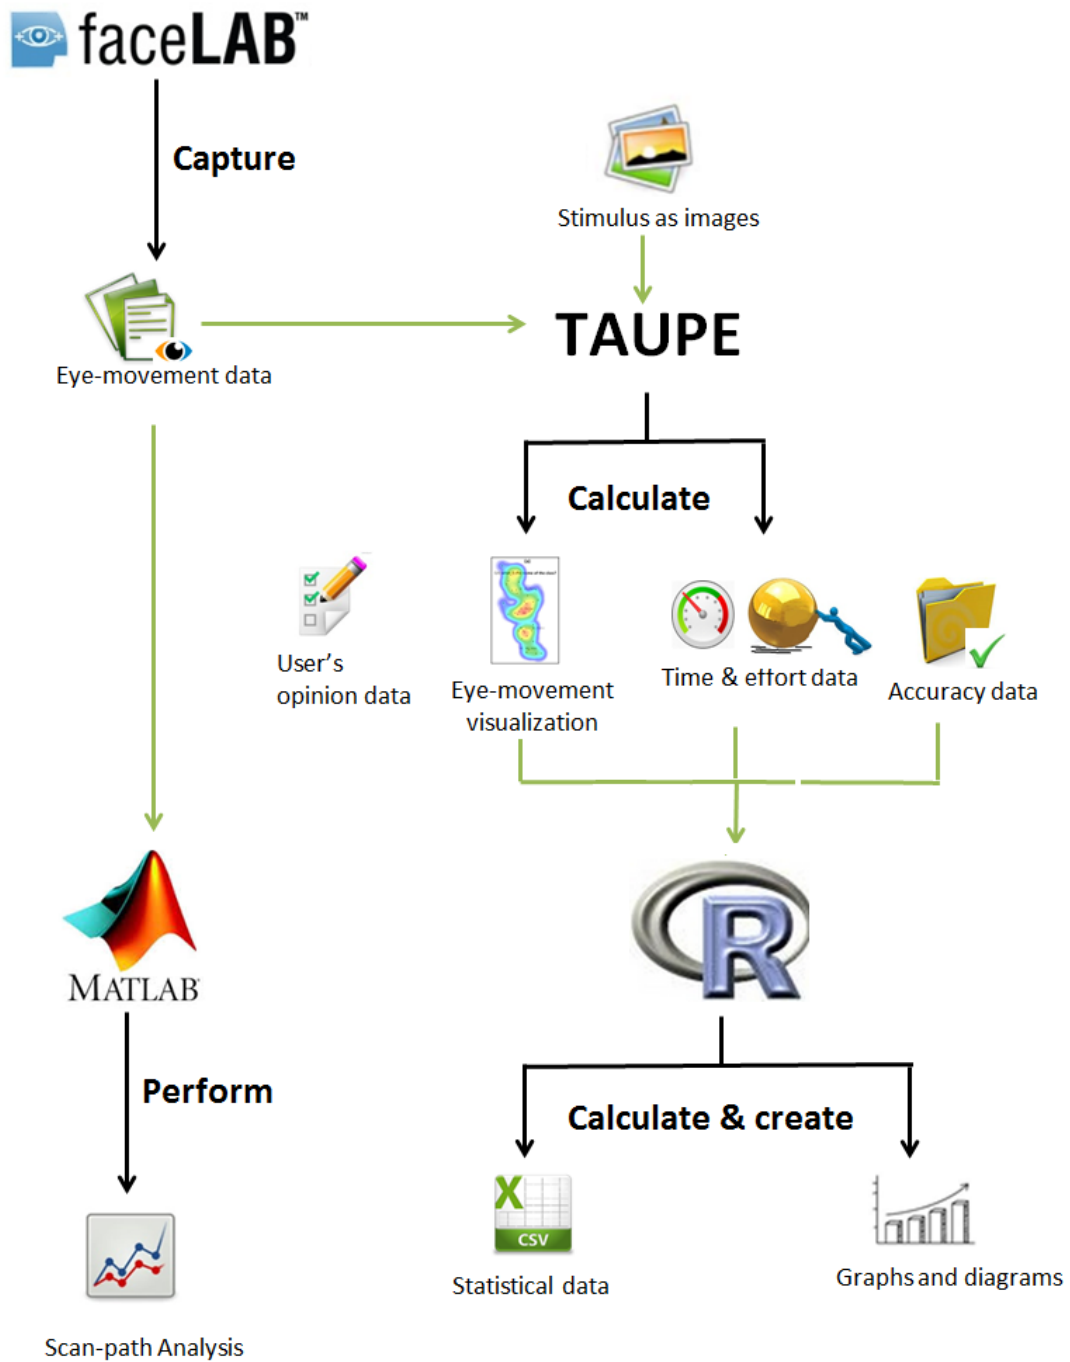 faceLAB™
Capture
Stimulus as images
TAUPE
Eye-movement data
Calculate
User's
opinion data
Eye-movement
visualization
Time & effort data
Accuracy data
MATLAB
R
Perform
Calculate & create
X
CSV
Statistical data
Graphs and diagrams
Scan-path Analysis